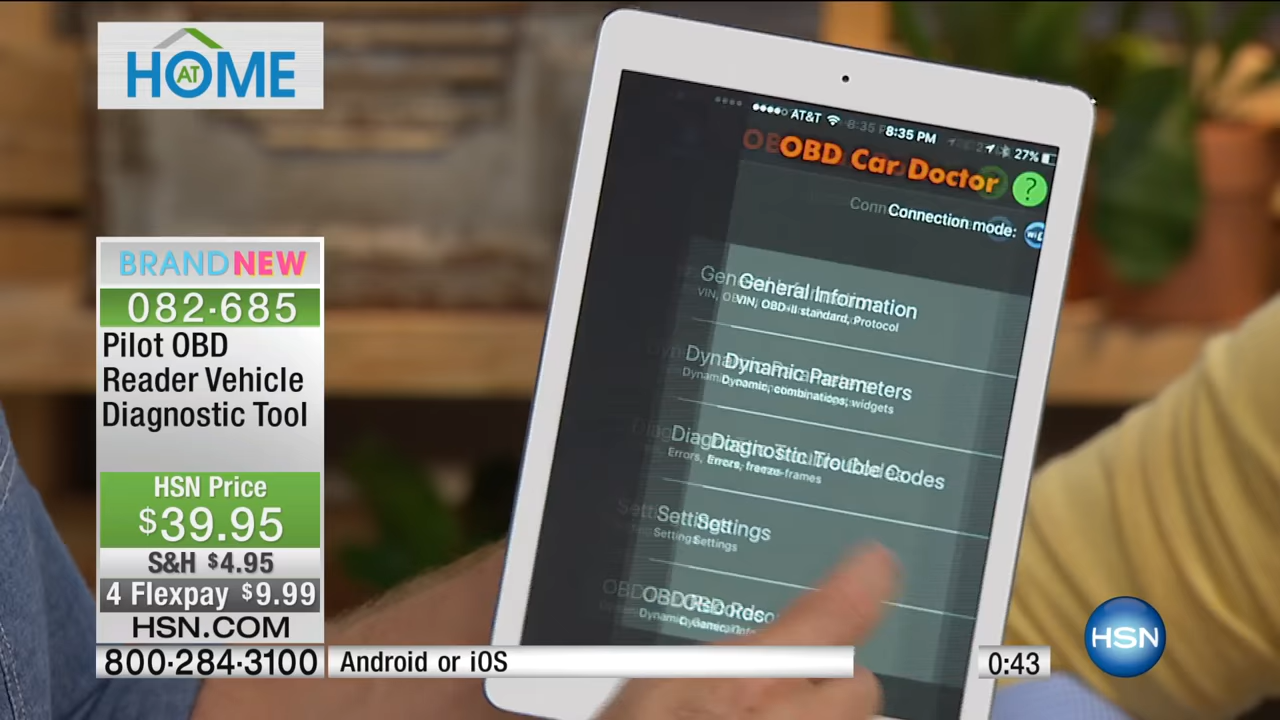 AT HOME
BRAND NEW
082-685
Pilot OBD
Reader Vehicle
Diagnostic Tool
HSN Price
$39.95
S&H $4.95
4 Flexpay $9.99
HSN.COM
800-284-3100
Android or iOS
0:43
HSN
AT&T 8:35 PM 27%
OBD Car Doctor
?
Connection mode:
General Information
VIN, OBD-II standard, Protocol
Dynamic Parameters
Dynamic, combinations, widgets
Diagnostic Trouble Codes
Errors, freeze-frames
Settings
Settings